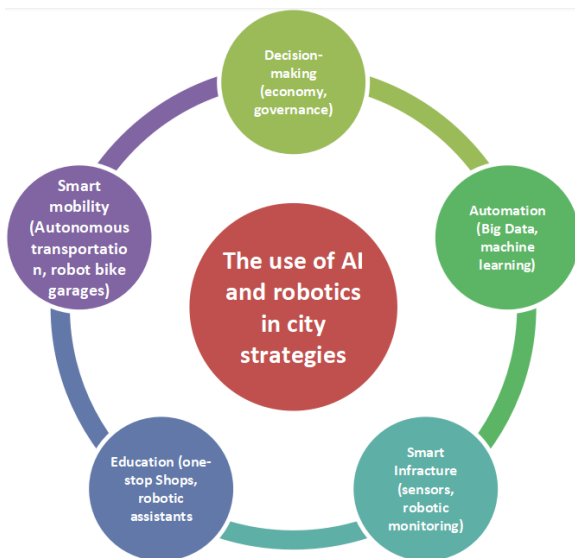 Decision-
making
(economy,
governance)
Automation
(Big Data,
machine
learning)
Smart
Infracture
(sensors,
robotic
monitoring)
Education (one-
stop Shops,
robotic
assistants
Smart
mobility
(Autonomous
transportatio
n, robot bike
garages)
The use of AI
and robotics
in city
strategies